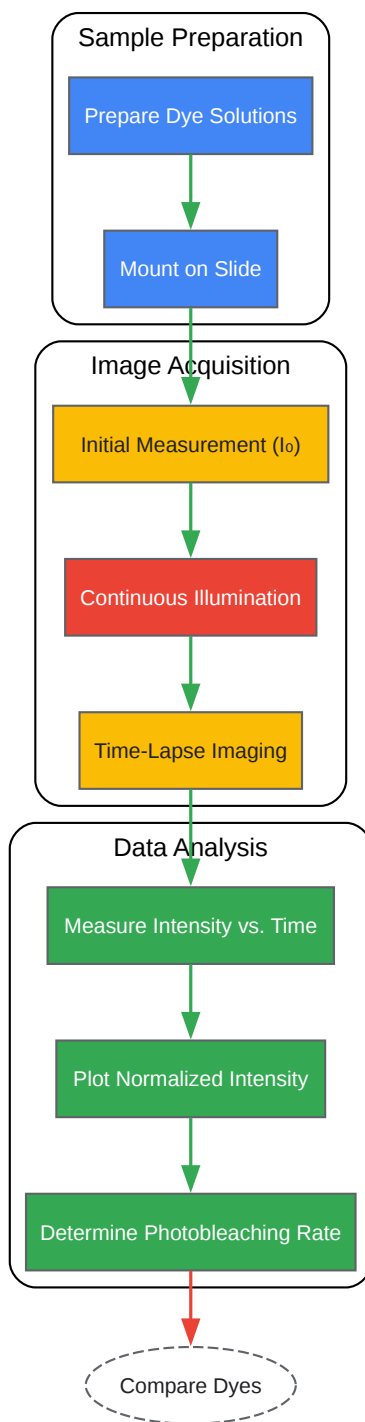 Sample Preparation
Prepare Dye Solutions
Mount on Slide
Image Acquisition
Initial Measurement (I₀)
Continuous Illumination
Time-Lapse Imaging
Data Analysis
Measure Intensity vs. Time
Plot Normalized Intensity
Determine Photobleaching Rate
Compare Dyes